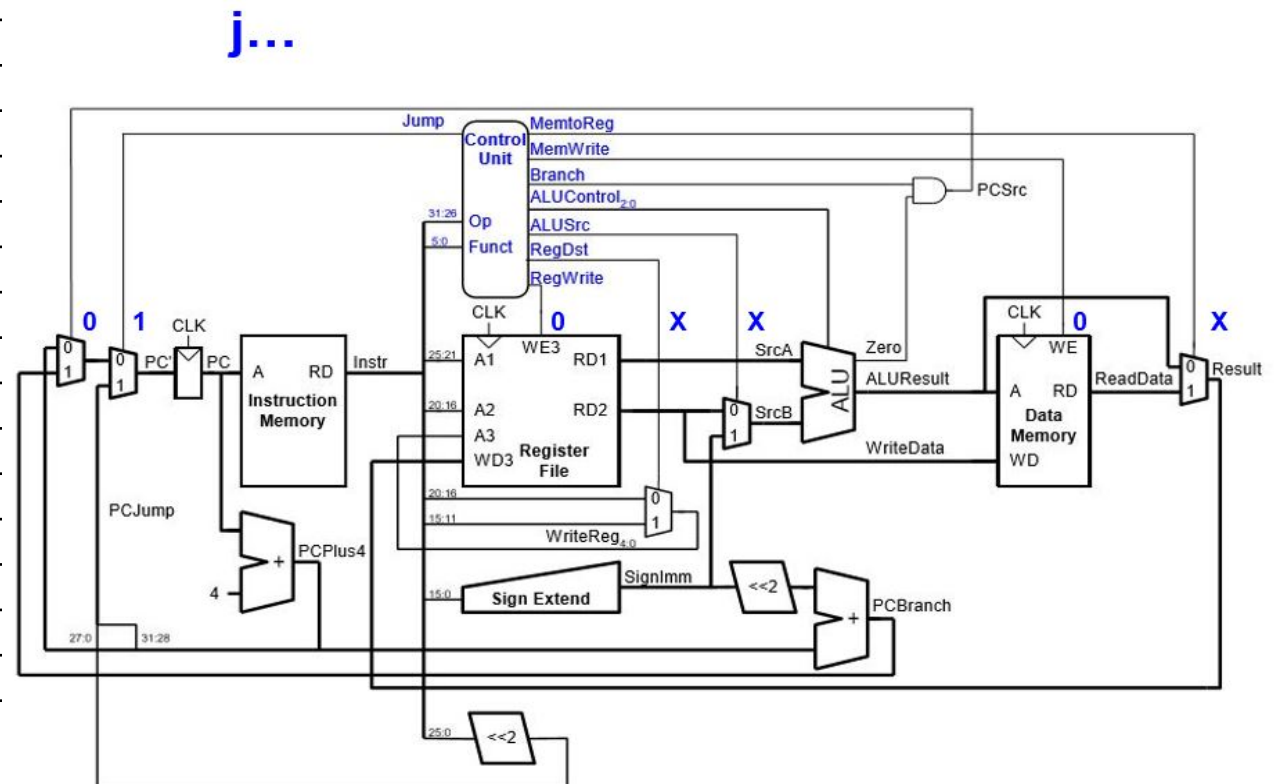 j...
Jump
MemtoReg
Control
Unit
MemWrite
Branch
PCSrc
ALUControl2:0
31:26
Op
ALUSrc
5:0
Funct
RegDst
RegWrite
0
1
CLK
CLK
0
X
X
CLK
0
X
0
1
0
1
PC'
PC
A
RD
Instruction
Memory
Instr
25:21
A1
WE3
RD1
SrcA
Zero
WE
0
1
Result
20:16
A2
RD2
0
1
SrcB
ALU
ALUResult
A
RD
ReadData
Data
Memory
A3
WD3
Register
File
WriteData
WD
20:16
0
15:11
1
WriteReg4:0
PCJump
+
PCPlus4
4
SignImm
<<2
15:0
Sign Extend
+
PCBranch
27:0
31:28
25:0
<<2